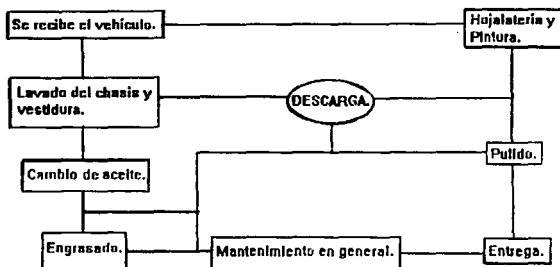 Se recibe el vehículo.
Hojalatería y
Pintura.
Lavado del chasis y
vestidura.
DESCARGA.
Pulido.
Cambio de aceite.
Engrasado.
Mantenimiento en general.
Entrega.